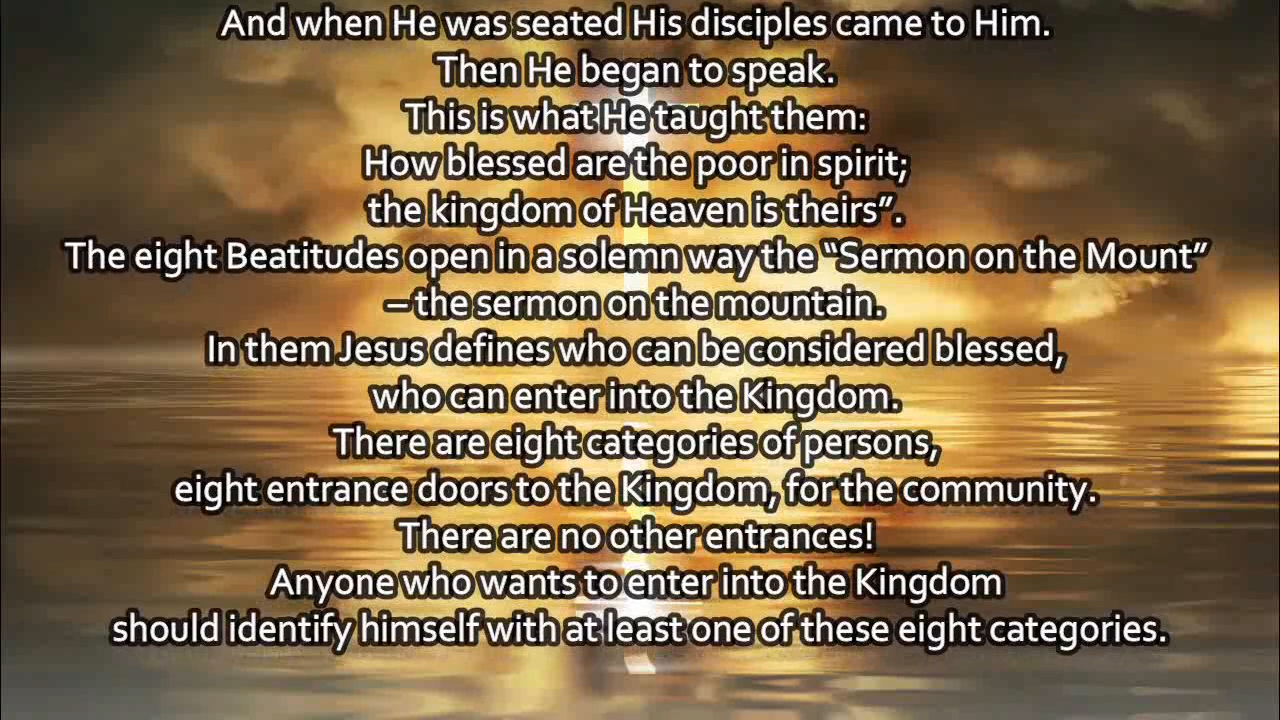 And when He was seated His disciples came to Him.
Then He began to speak.
This is what He taught them:
How blessed are the poor in spirit;
the kingdom of Heaven is theirs”.
The eight Beatitudes open in a solemn way the “Sermon on the Mount”
– the sermon on the mountain.
In them Jesus defines who can be considered blessed,
who can enter into the Kingdom.
There are eight categories of persons,
eight entrance doors to the Kingdom, for the community.
There are no other entrances!
Anyone who wants to enter into the Kingdom
should identify himself with at least one of these eight categories.